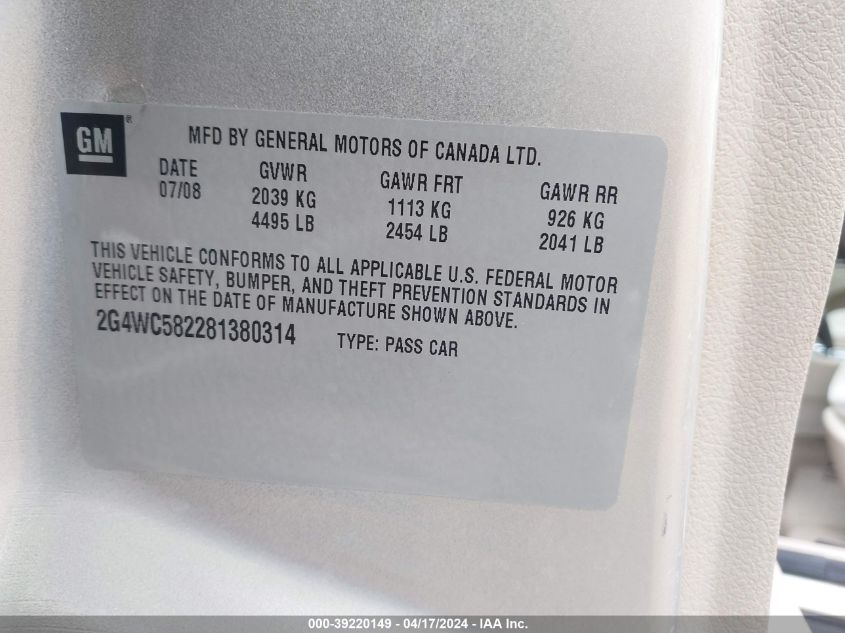 GM ®
MFD BY GENERAL MOTORS OF CANADA LTD.
DATE GVWR GAWR FRT GAWR RR
07/08 2039 KG 1113 KG 926 KG
4495 LB 2454 LB 2041 LB
THIS VEHICLE CONFORMS TO ALL APPLICABLE U.S. FEDERAL MOTOR
VEHICLE SAFETY, BUMPER, AND THEFT PREVENTION STANDARDS IN
EFFECT ON THE DATE OF MANUFACTURE SHOWN ABOVE.
2G4WC582281380314 TYPE: PASS CAR
000-39220149 - 04/17/2024 - IAA Inc.